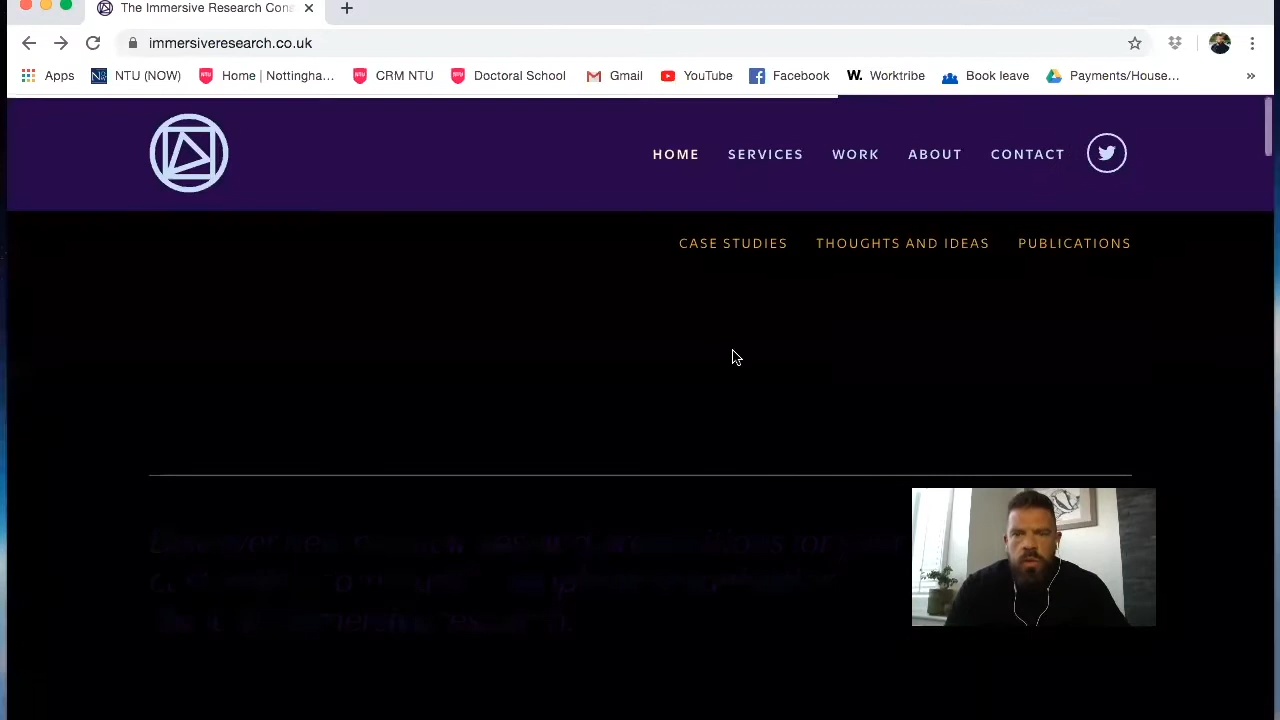 The Immersive Research Cons
immersiveresearch.co.uk
Apps NTU (NOW) Home | Nottingha... CRM NTU Doctoral School Gmail YouTube Facebook W. Worktribe Book leave Payments/House... »
HOME SERVICES WORK ABOUT CONTACT
CASE STUDIES THOUGHTS AND IDEAS PUBLICATIONS